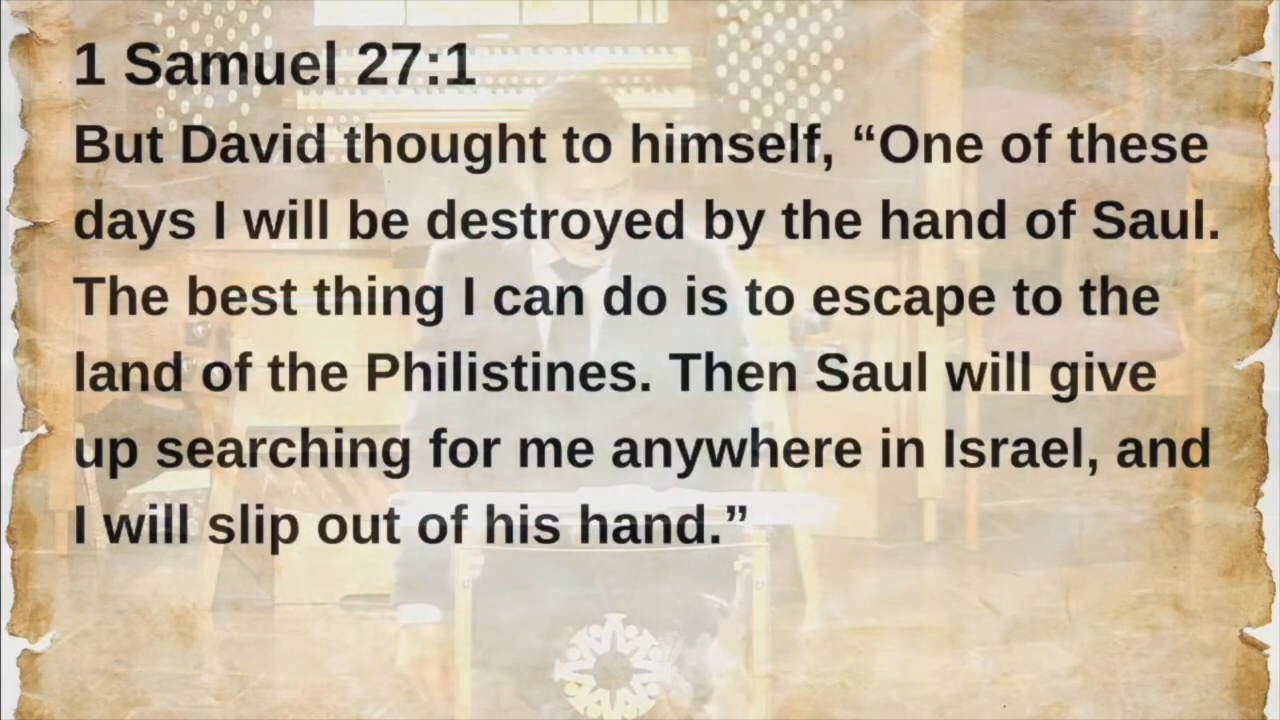 1 Samuel 27:1
But David thought to himself, “One of these
days I will be destroyed by the hand of Saul.
The best thing I can do is to escape to the
land of the Philistines. Then Saul will give
up searching for me anywhere in Israel, and
I will slip out of his hand.”